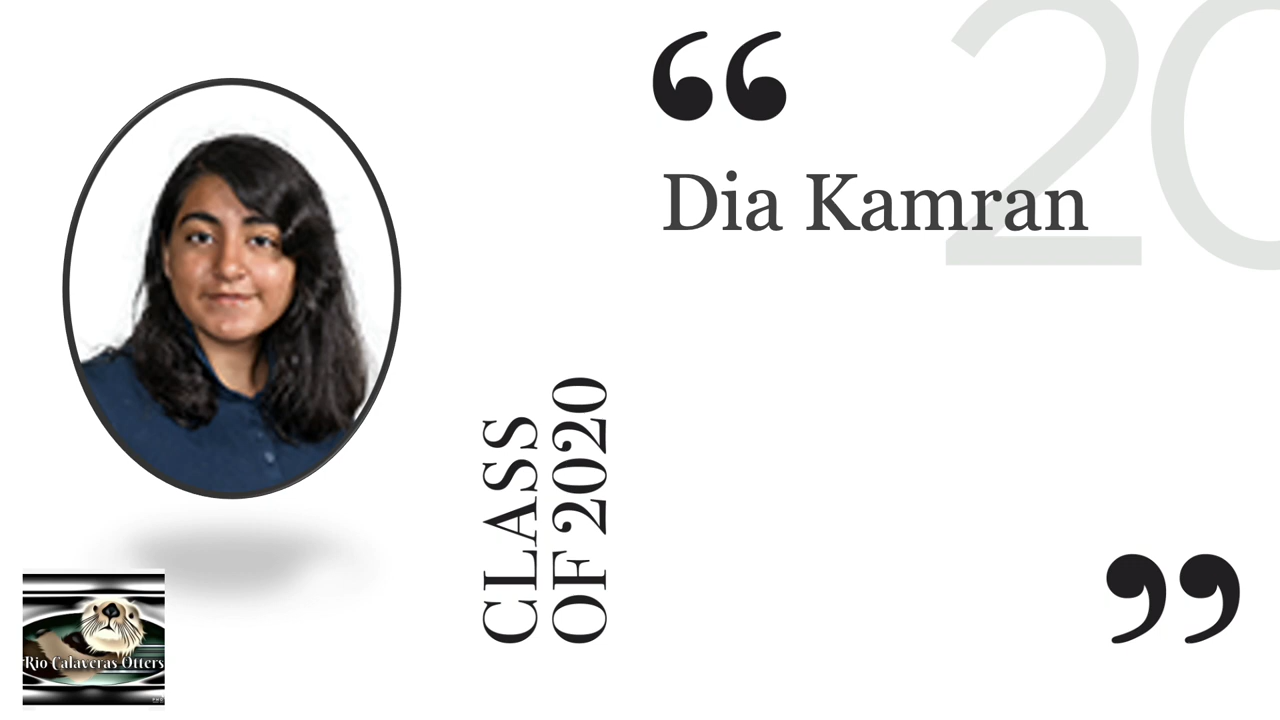 20
“
Dia Kamran
CLASS
OF 2020
”
Rio Calaveras Otters